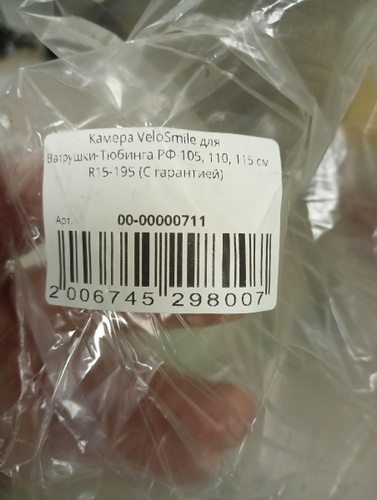 Камера VeloSmile для
Ватрушки-Тюбинга РФ 105, 110, 115 см
R15-195 (С гарантией)
Арт. 00-00000711
2 006745 298007